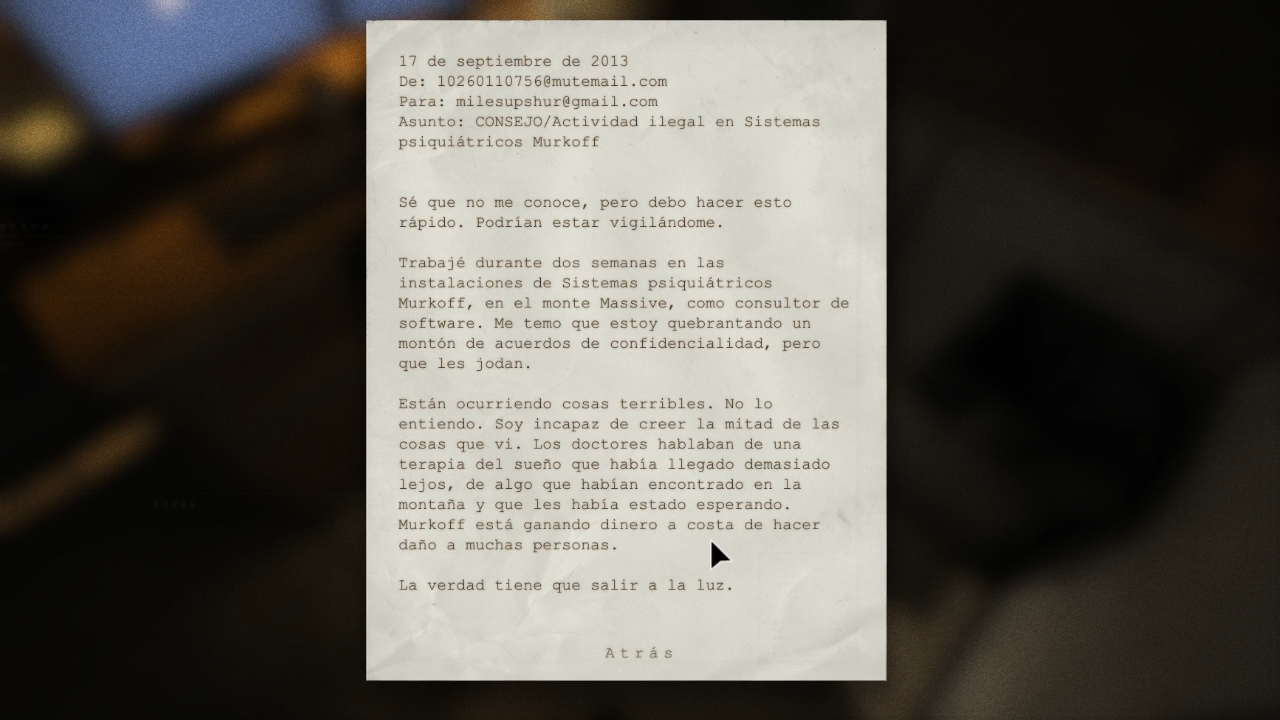 17 de septiembre de 2013
De: 10260110756@mutemail.com
Para: milesupshur@gmail.com
Asunto: CONSEJO/Actividad ilegal en Sistemas
psiquiátricos Murkoff
Sé que no me conoce, pero debo hacer esto
rápido. Podrían estar vigilándome.
Trabajé durante dos semanas en las
instalaciones de Sistemas psiquiátricos
Murkoff, en el monte Massive, como consultor de
software. Me temo que estoy quebrantando un
montón de acuerdos de confidencialidad, pero
que les jodan.
Están ocurriendo cosas terribles. No lo
entiendo. Soy incapaz de creer la mitad de las
cosas que vi. Los doctores hablaban de una
terapia del sueño que había llegado demasiado
lejos, de algo que habían encontrado en la
montaña y que les había estado esperando.
Murkoff está ganando dinero a costa de hacer
daño a muchas personas.
La verdad tiene que salir a la luz.
Atrás